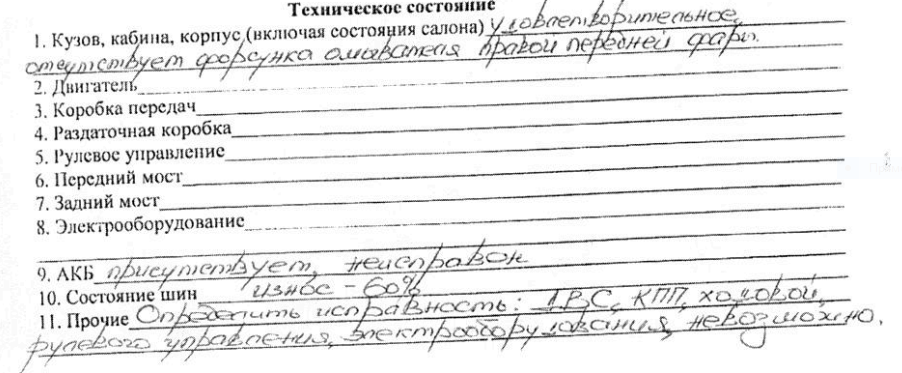 Техническое состояние
1. Кузов, кабина, корпус (включая состояния салона) удовлетворительное,
отсутствует форсунка омывателя правой передней фары.
2. Двигатель
3. Коробка передач
4. Раздаточная коробка
5. Рулевое управление
6. Передний мост
7. Задний мост
8. Электрооборудование
9. АКБ присутствует, неисправен
10. Состояние шин износ - 60%
11. Прочие Определить исправность: ДВС, КПП, ходовой,
рулевого управления, электрооборудования, невозможно.